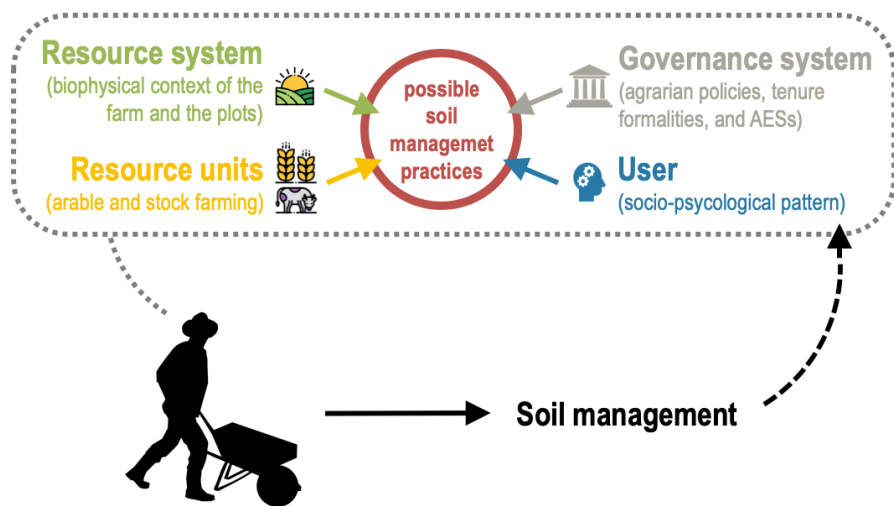 Resource system
(biophysical context of the
farm and the plots)
Resource units
(arable and stock farming)
possible
soil
managemet
practices
Governance system
(agrarian policies, tenure
formalities, and AESs)
User
(socio-psycological pattern)
Soil management